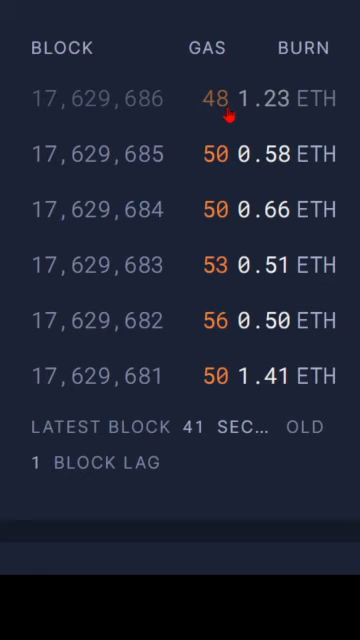 BLOCK GAS BURN
17,629,686 48 1.23 ETH
17,629,685 50 0.58 ETH
17,629,684 50 0.66 ETH
17,629,683 53 0.51 ETH
17,629,682 56 0.50 ETH
17,629,681 50 1.41 ETH
LATEST BLOCK 41 SEC... OLD
1 BLOCK LAG